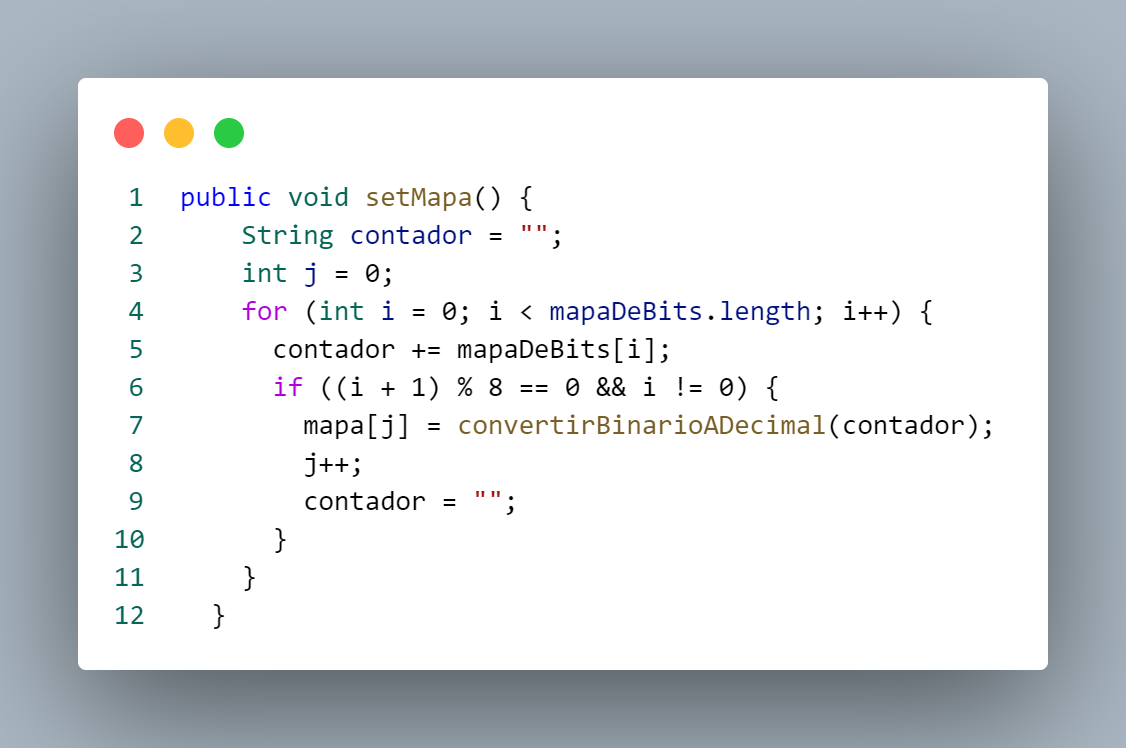 1 public void setMapa() {
2 String contador = "";
3 int j = 0;
4 for (int i = 0; i < mapaDeBits.length; i++) {
5 contador += mapaDeBits[i];
6 if ((i + 1) % 8 == 0 && i != 0) {
7 mapa[j] = convertirBinarioADecimal(contador);
8 j++;
9 contador = "";
10 }
11 }
12 }